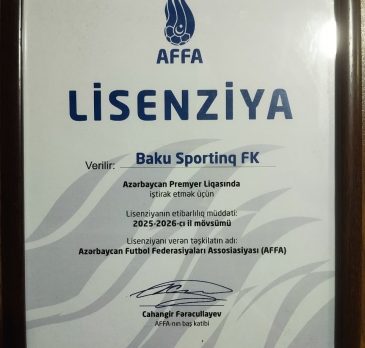 AFFA
LİSENZİYA
Verilir: Baku Sportinq FK
Azərbaycan Premyer Liqasında
iştirak etmək üçün
Lisenziyanın etibarlılıq müddəti:
2025-2026-cı il mövsümü
Lisenziyanı verən təşkilatın adı:
Azərbaycan Futbol Federasiyaları Assosiasiyası (AFFA)
Cahangir Fərəcullayev
AFFA-nın baş katibi